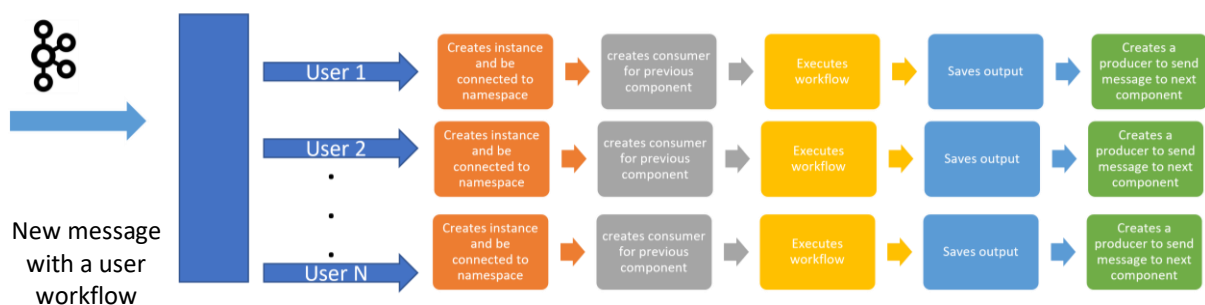 Creates instance
and be
connected to
namespace
creates consumer
for previous
component
Executes
workflow
Saves output
Creates a
producer to send
message to next
component
User 1
Creates instance
and be
connected to
namespace
creates consumer
for previous
component
Executes
workflow
Saves output
Creates a
producer to send
message to next
component
User 2
New message
with a user
workflow
Creates instance
and be
connected to
namespace
creates consumer
for previous
component
Executes
workflow
Saves output
Creates a
producer to send
message to next
component
User N